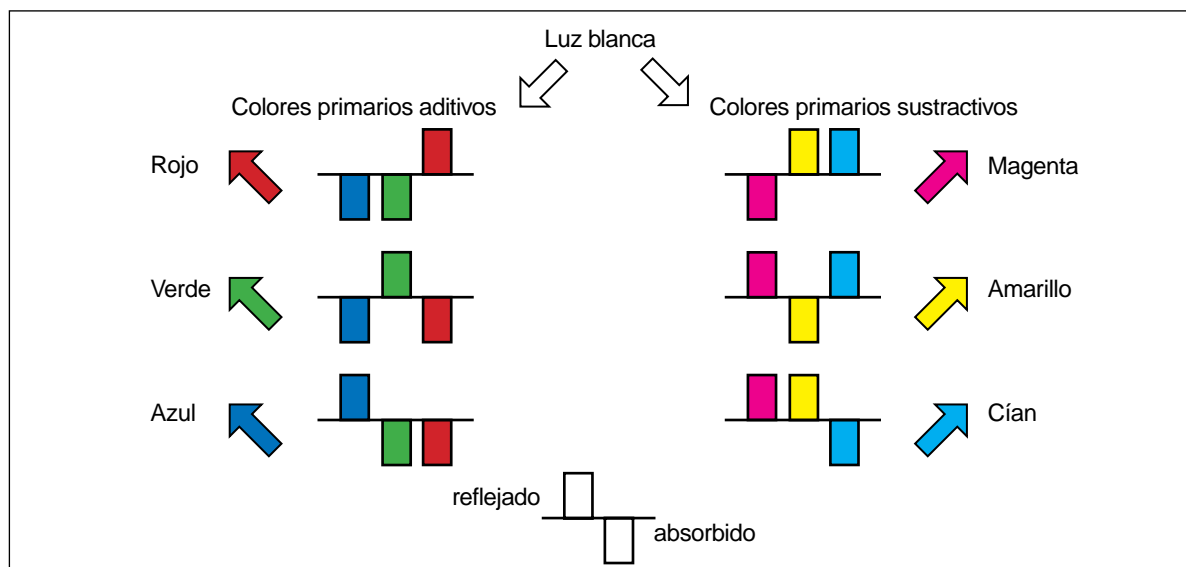 Luz blanca
Colores primarios aditivos
Colores primarios sustractivos
Rojo
Magenta
Verde
Amarillo
Azul
Cían
reflejado
absorbido